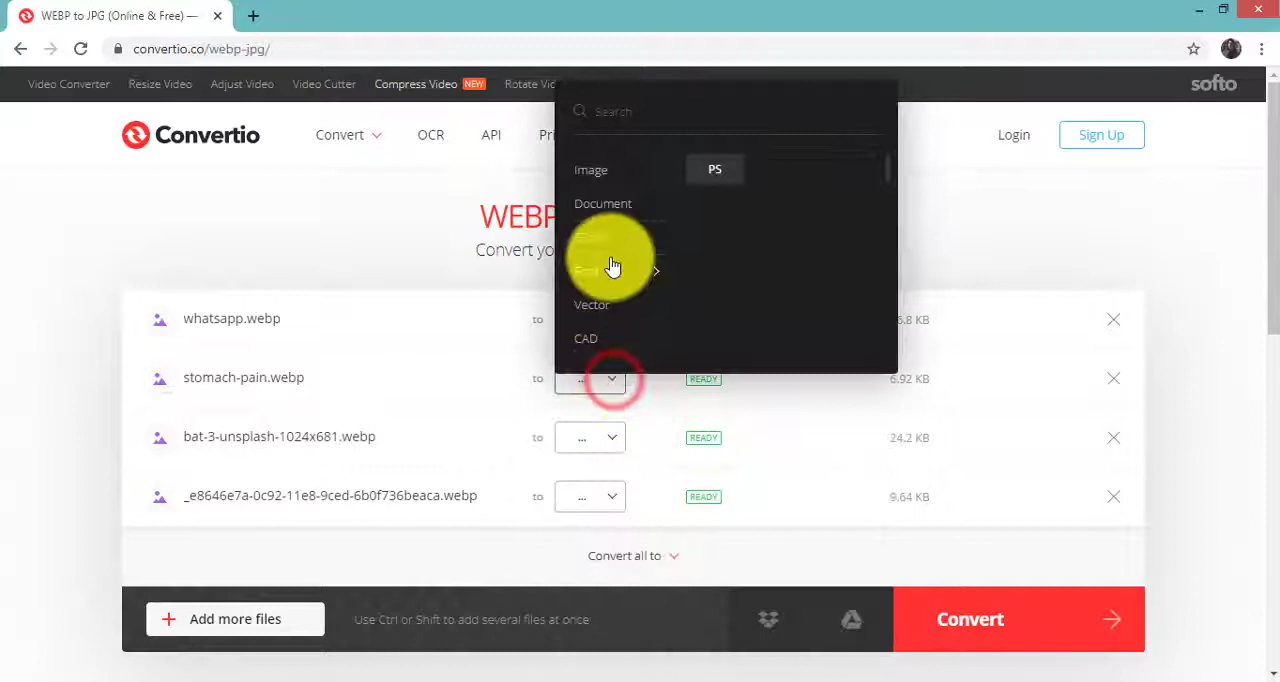 WEBP to JPG (Online & Free) —
convertio.co/webp-jpg/
Video Converter Resize Video Adjust Video Video Cutter Compress Video NEW Rotate softo
Convertio Convert OCR API Login Sign Up
Search
Image PS
Document
Vector
CAD
WEBP
Convert
whatsapp.webp to KB
stomach-pain.webp to ... READY 6.92 KB
bat-3-unsplash-1024x681.webp to ... READY 24.2 KB
_e8646e7a-0c92-11e8-9ced-6b0f736beaca.webp to ... READY 9.64 KB
Convert all to
Add more files Use Ctrl or Shift to add several files at once Convert